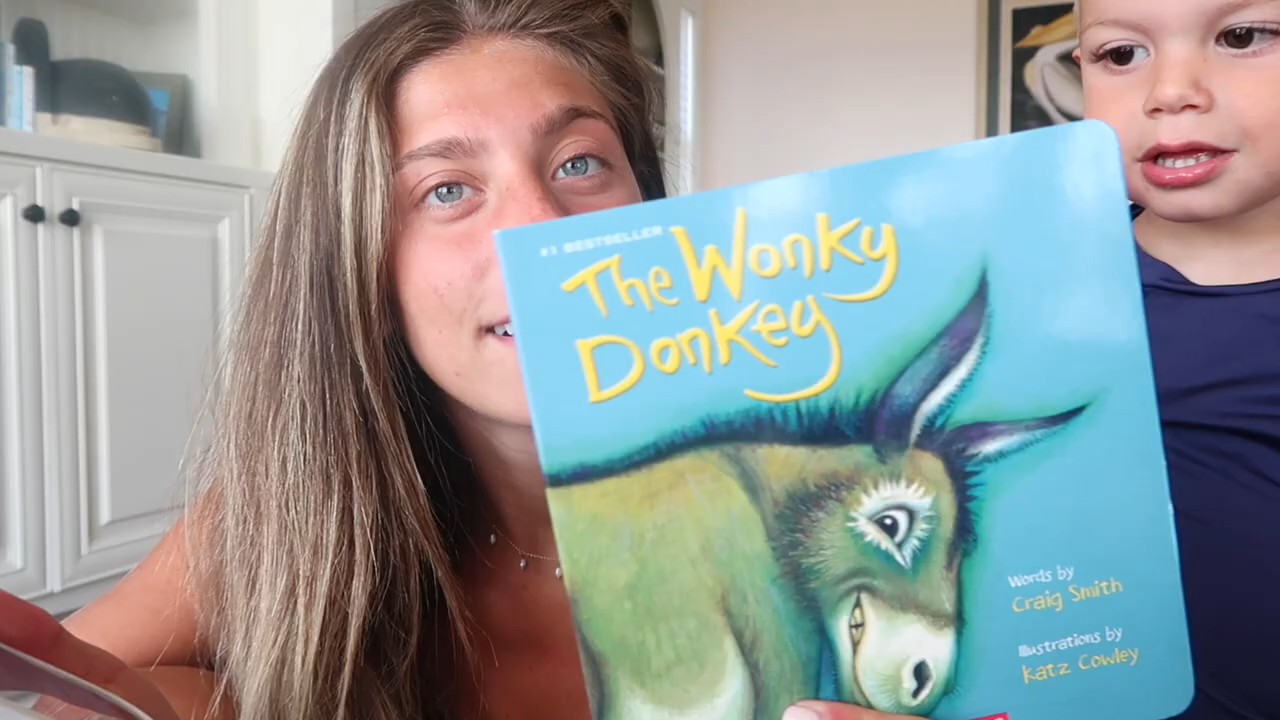 #1 BESTSELLER
The Wonky
Donkey
Words by
Craig Smith
Illustrations by
Katz Cowley